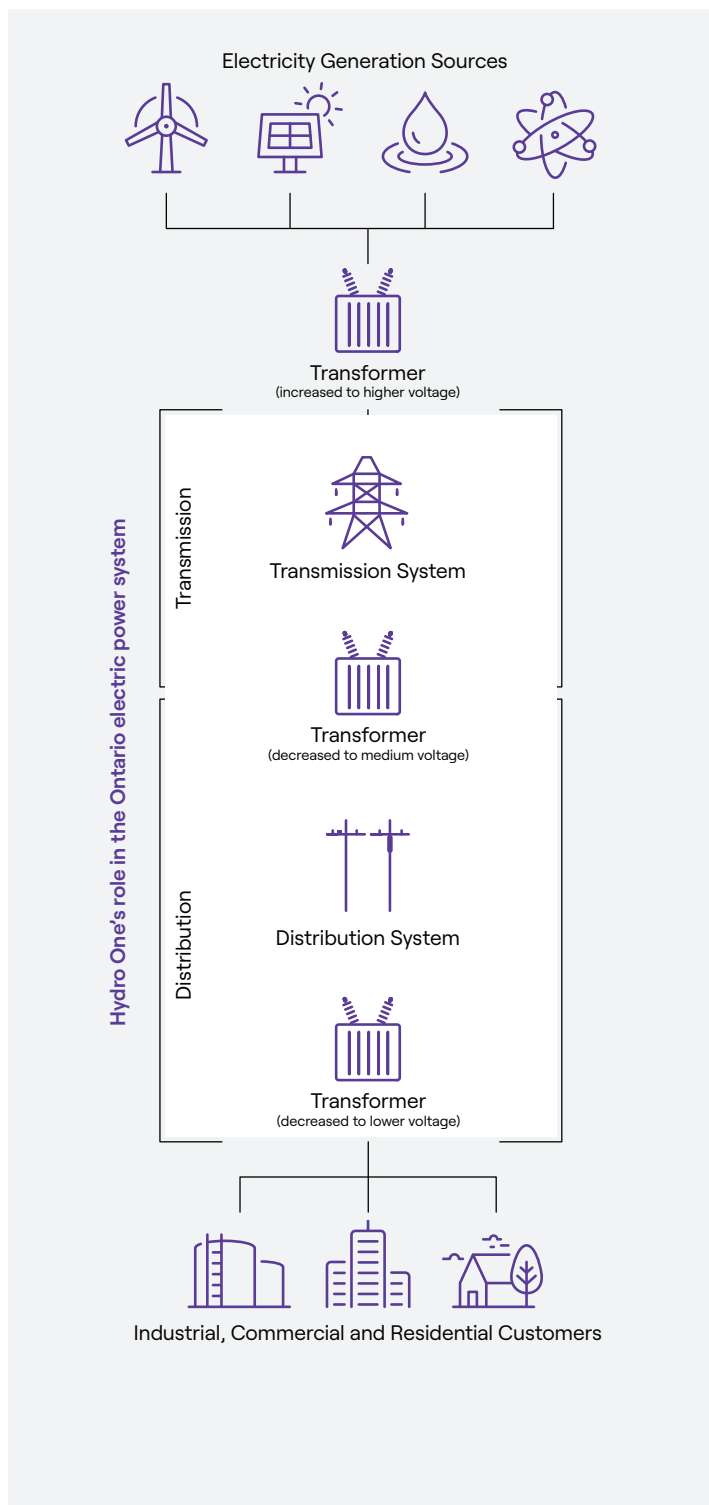 Electricity Generation Sources
Transformer
(increased to higher voltage)
Hydro One’s role in the Ontario electric power system
Transmission
Transmission System
Transformer
(decreased to medium voltage)
Distribution
Distribution System
Transformer
(decreased to lower voltage)
Industrial, Commercial and Residential Customers